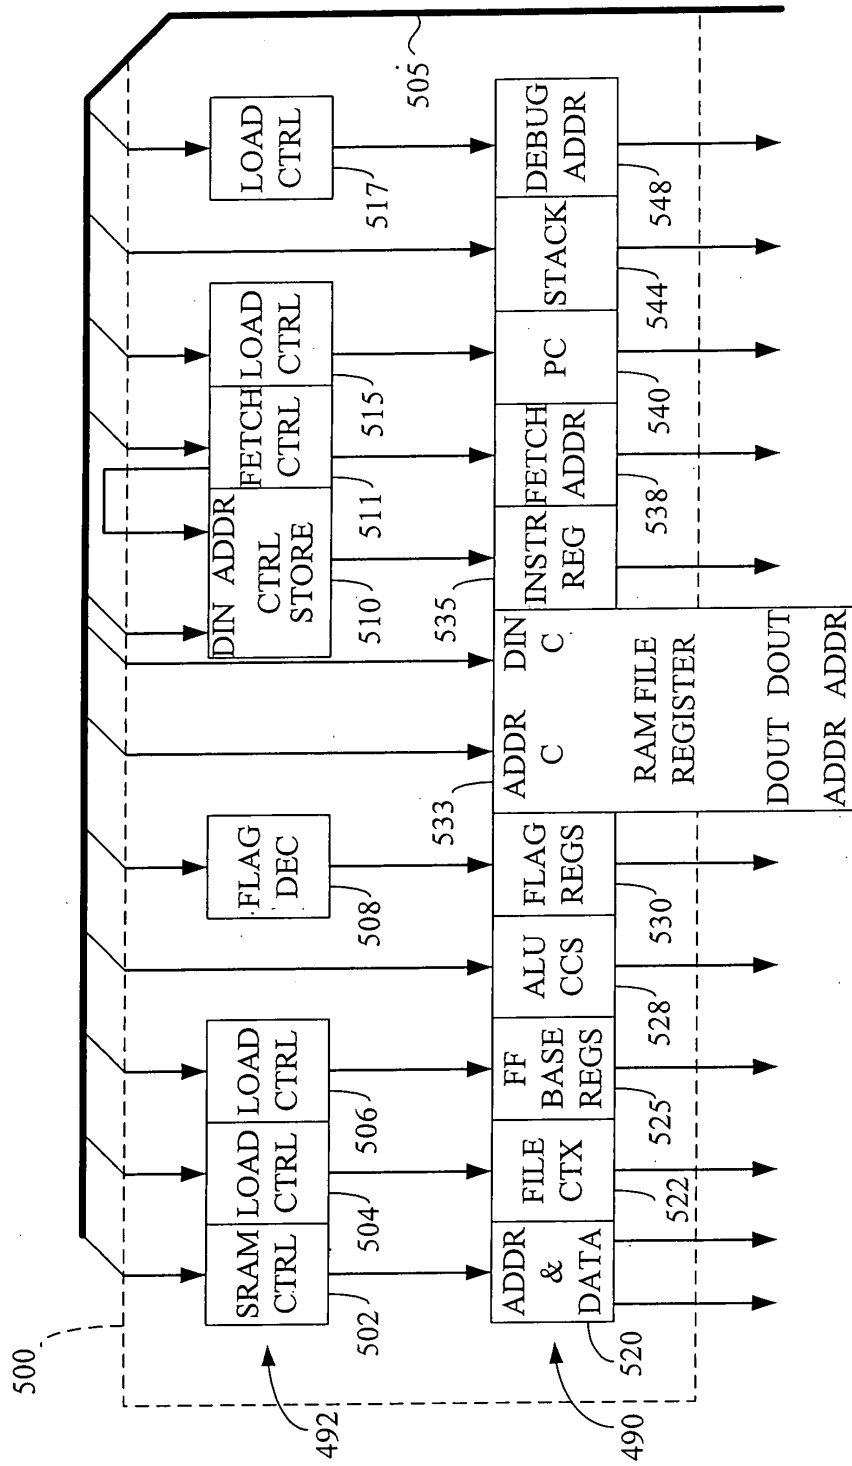 500
505
492
SRAM
CTRL
502
LOAD
CTRL
504
LOAD
CTRL
506
FLAG
DEC
508
DIN ADDR
CTRL
STORE
510
FETCH
CTRL
511
LOAD
CTRL
515
LOAD
CTRL
517
490
ADDR
&
DATA
520
FILE
CTX
522
FF
BASE
REGS
525
ALU
CCS
528
FLAG
REGS
530
533
ADDR DIN
C C
RAM FILE
REGISTER
DOUT DOUT
ADDR ADDR
535
INSTR
REG
FETCH
ADDR
538
PC
540
STACK
544
DEBUG
ADDR
548